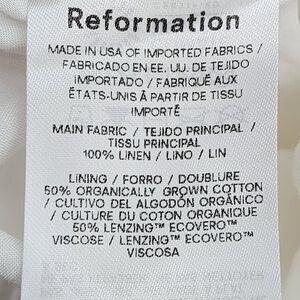 Reformation
MADE IN USA OF IMPORTED FABRICS /
FABRICADO EN EE. UU. DE TEJIDO
IMPORTADO / FABRIQUÉ AUX
ÉTATS-UNIS À PARTIR DE TISSU
IMPORTÉ
MAIN FABRIC / TEJIDO PRINCIPAL /
TISSU PRINCIPAL
100% LINEN / LINO / LIN
LINING / FORRO / DOUBLURE
50% ORGANICALLY GROWN COTTON
/ CULTIVO DEL ALGODÓN ORGÁNICO
/ CULTURE DU COTON ORGANIQUE
50% LENZING™ ECOVERO™
VISCOSE / LENZING™ ECOVERO™
VISCOSA